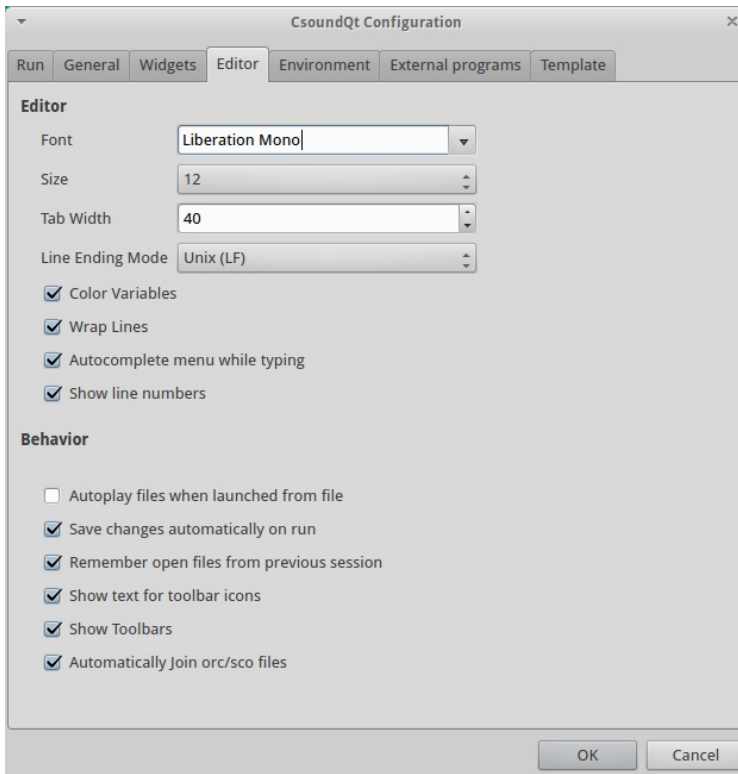 CsoundQt Configuration
Run General Widgets Editor Environment External programs Template
Editor
Font Liberation Mono
Size 12
Tab Width 40
Line Ending Mode Unix (LF)
Color Variables
Wrap Lines
Autocomplete menu while typing
Show line numbers
Behavior
Autoplay files when launched from file
Save changes automatically on run
Remember open files from previous session
Show text for toolbar icons
Show Toolbars
Automatically Join orc/sco files
OK Cancel